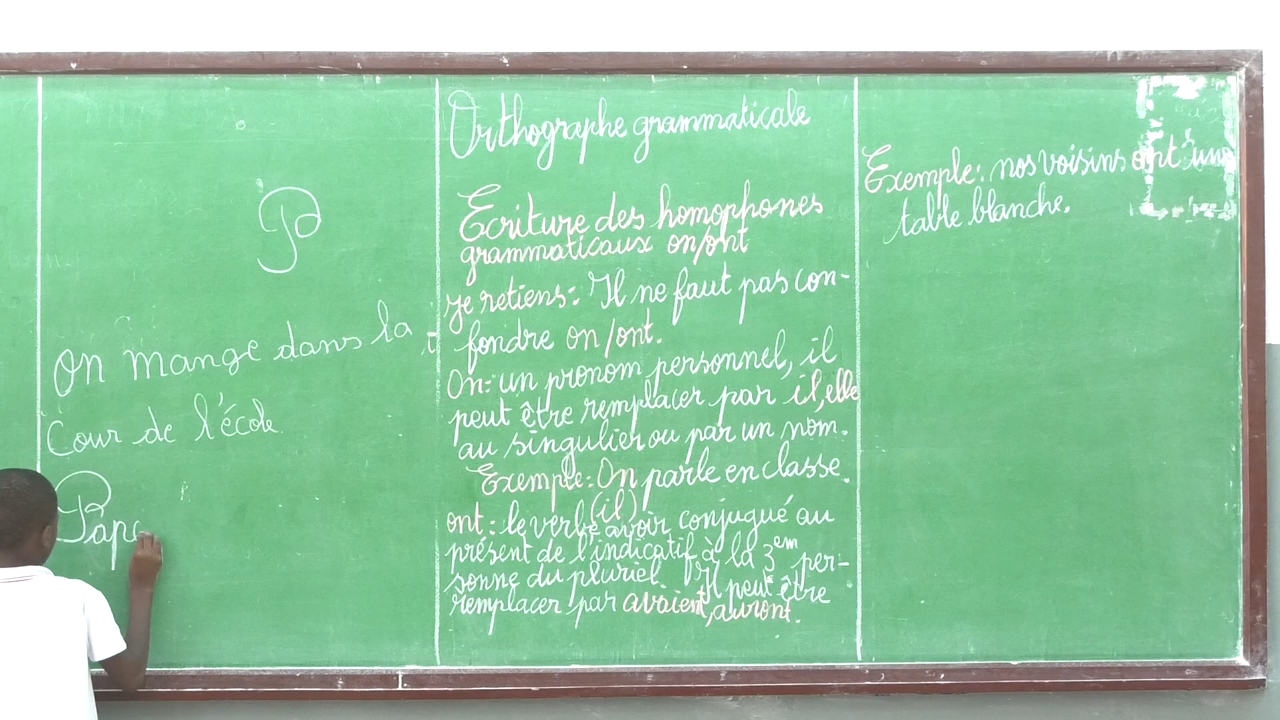 P
On mange dans la
Cour de l'école
Papa
Orthographe grammaticale
Ecriture des homophones
grammaticaux on/ont
Je retiens: Il ne faut pas con-
fondre on/ont.
On: un pronom personnel, il
peut être remplacer par il, elle
au singulier ou par un nom.
Exemple: On parle en classe.
(il)
ont: le verbe avoir conjugué au
présent de l'indicatif à la 3em per-
sonne du pluriel. Il peut être
remplacer par avaient, auront.
Exemple: nos voisins ont une
table blanche.